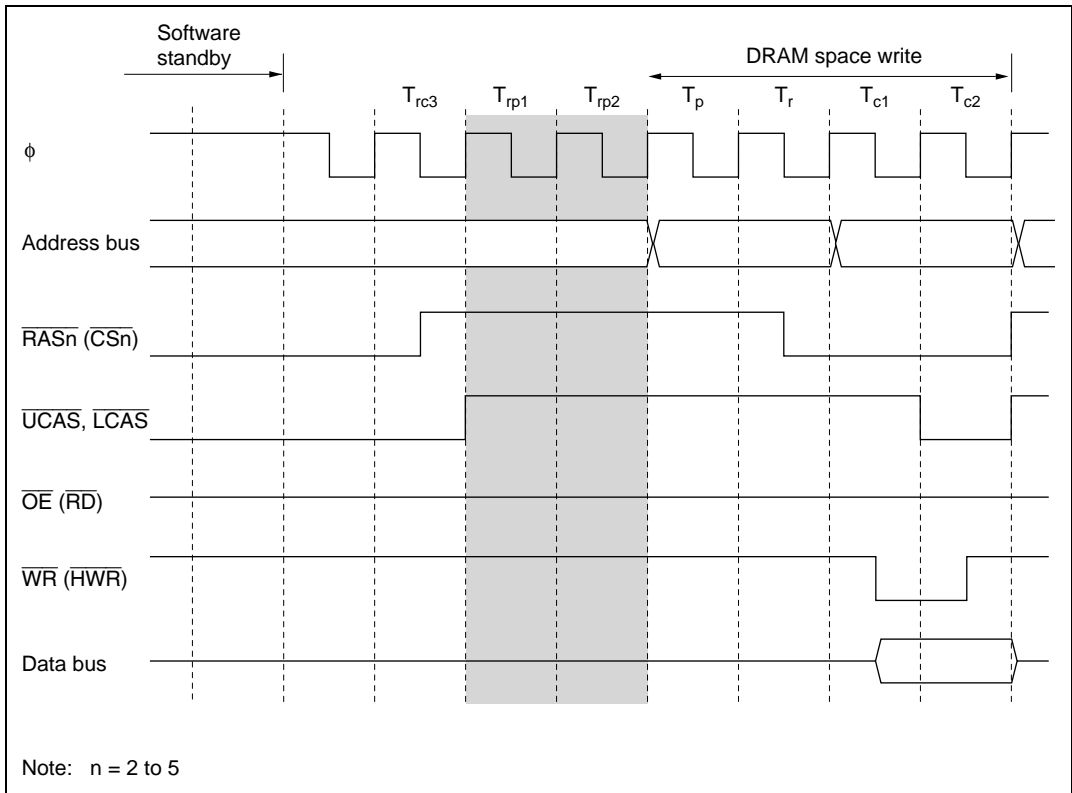 Software
standby
DRAM space write
Trc3 Trp1 Trp2 Tp Tr Tc1 Tc2
ϕ
Address bus
RASn (CSn)
UCAS, LCAS
OE (RD)
WR (HWR)
Data bus
Note: n = 2 to 5